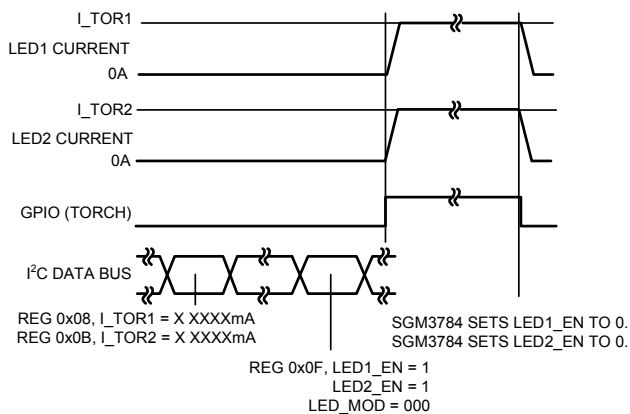 I_TOR1
LED1 CURRENT
0A
I_TOR2
LED2 CURRENT
0A
GPIO (TORCH)
I²C DATA BUS
REG 0x08, I_TOR1 = X XXXXmA
REG 0x0B, I_TOR2 = X XXXXmA
SGM3784 SETS LED1_EN TO 0.
SGM3784 SETS LED2_EN TO 0.
REG 0x0F, LED1_EN = 1
LED2_EN = 1
LED_MOD = 000